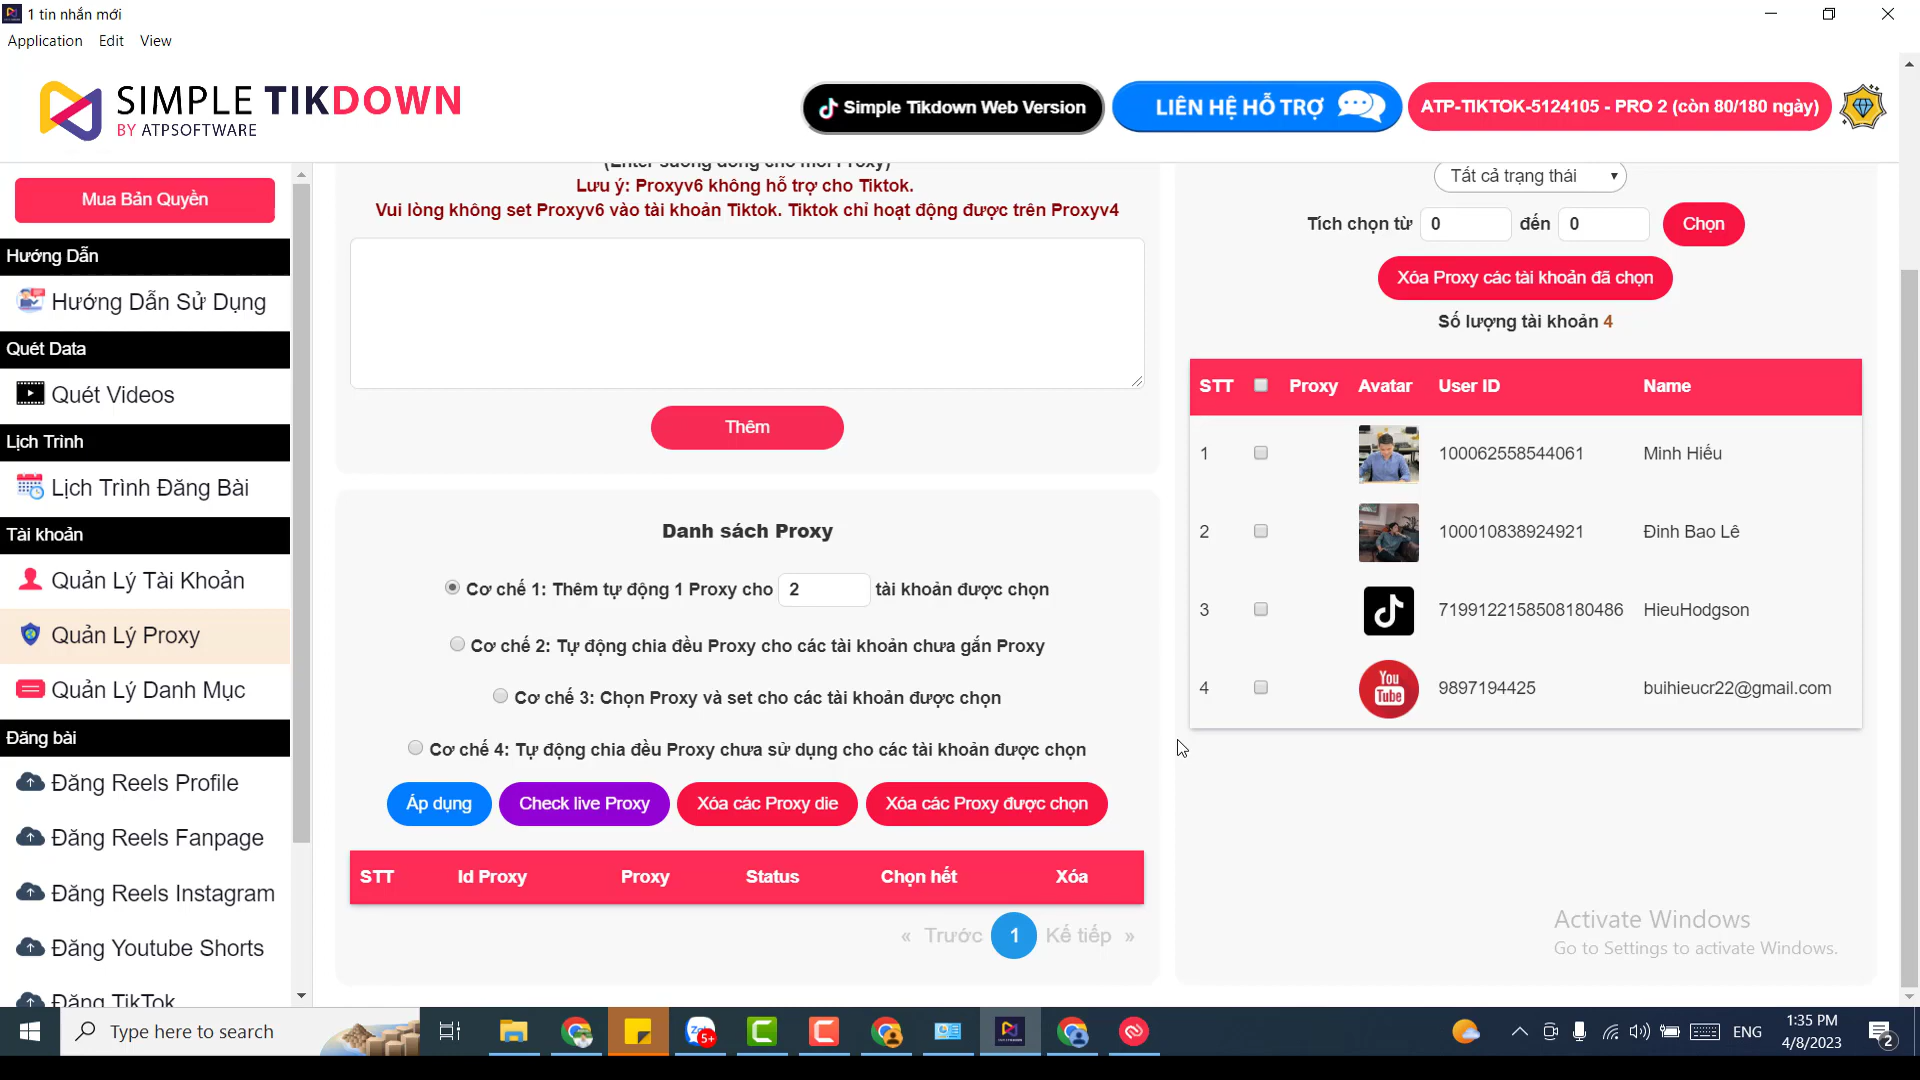 1 tin nhắn mới
Application Edit View
SIMPLE TIKDOWN
BY ATPSOFTWARE
Simple Tikdown Web Version
LIÊN HỆ HỖ TRỢ
ATP-TIKTOK-5124105 - PRO 2 (còn 80/180 ngày)
Mua Bản Quyền
Hướng Dẫn
Hướng Dẫn Sử Dụng
Quét Data
Quét Videos
Lịch Trình
Lịch Trình Đăng Bài
Tài khoản
Quản Lý Tài Khoản
Quản Lý Proxy
Quản Lý Danh Mục
Đăng bài
Đăng Reels Profile
Đăng Reels Fanpage
Đăng Reels Instagram
Đăng Youtube Shorts
Đăng TikTok
(Enter xuống dòng cho mỗi Proxy)
Lưu ý: Proxyv6 không hỗ trợ cho Tiktok.
Vui lòng không set Proxyv6 vào tài khoản Tiktok. Tiktok chỉ hoạt động được trên Proxyv4
Thêm
Danh sách Proxy
Cơ chế 1: Thêm tự động 1 Proxy cho 2 tài khoản được chọn
Cơ chế 2: Tự động chia đều Proxy cho các tài khoản chưa gắn Proxy
Cơ chế 3: Chọn Proxy và set cho các tài khoản được chọn
Cơ chế 4: Tự động chia đều Proxy chưa sử dụng cho các tài khoản được chọn
Áp dụng Check live Proxy Xóa các Proxy die Xóa các Proxy được chọn
STT Id Proxy Proxy Status Chọn hết Xóa
« Trước 1 Kế tiếp »
Tất cả trạng thái
Tích chọn từ 0 đến 0 Chọn
Xóa Proxy các tài khoản đã chọn
Số lượng tài khoản 4
STT Proxy Avatar User ID Name
1 100062558544061 Minh Hiếu
2 100010838924921 Đinh Bao Lê
3 7199122158508180486 HieuHodgson
4 You Tube 9897194425 buihieucr22@gmail.com
Activate Windows
Go to Settings to activate Windows.
Type here to search
5+
ENG
1:35 PM
4/8/2023
2